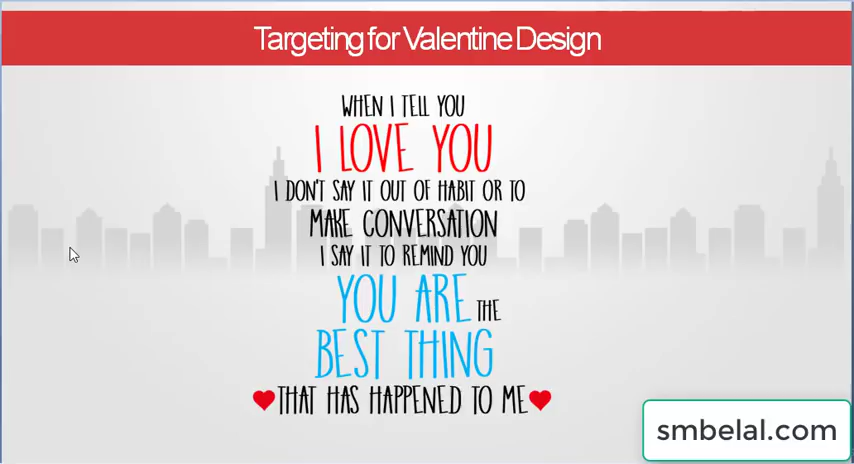 Targeting for Valentine Design
WHEN I TELL YOU
I LOVE YOU
I DON'T SAY IT OUT OF HABIT OR TO
MAKE CONVERSATION
I SAY IT TO REMIND YOU
YOU ARE THE
BEST THING
THAT HAS HAPPENED TO ME
smbelal.com